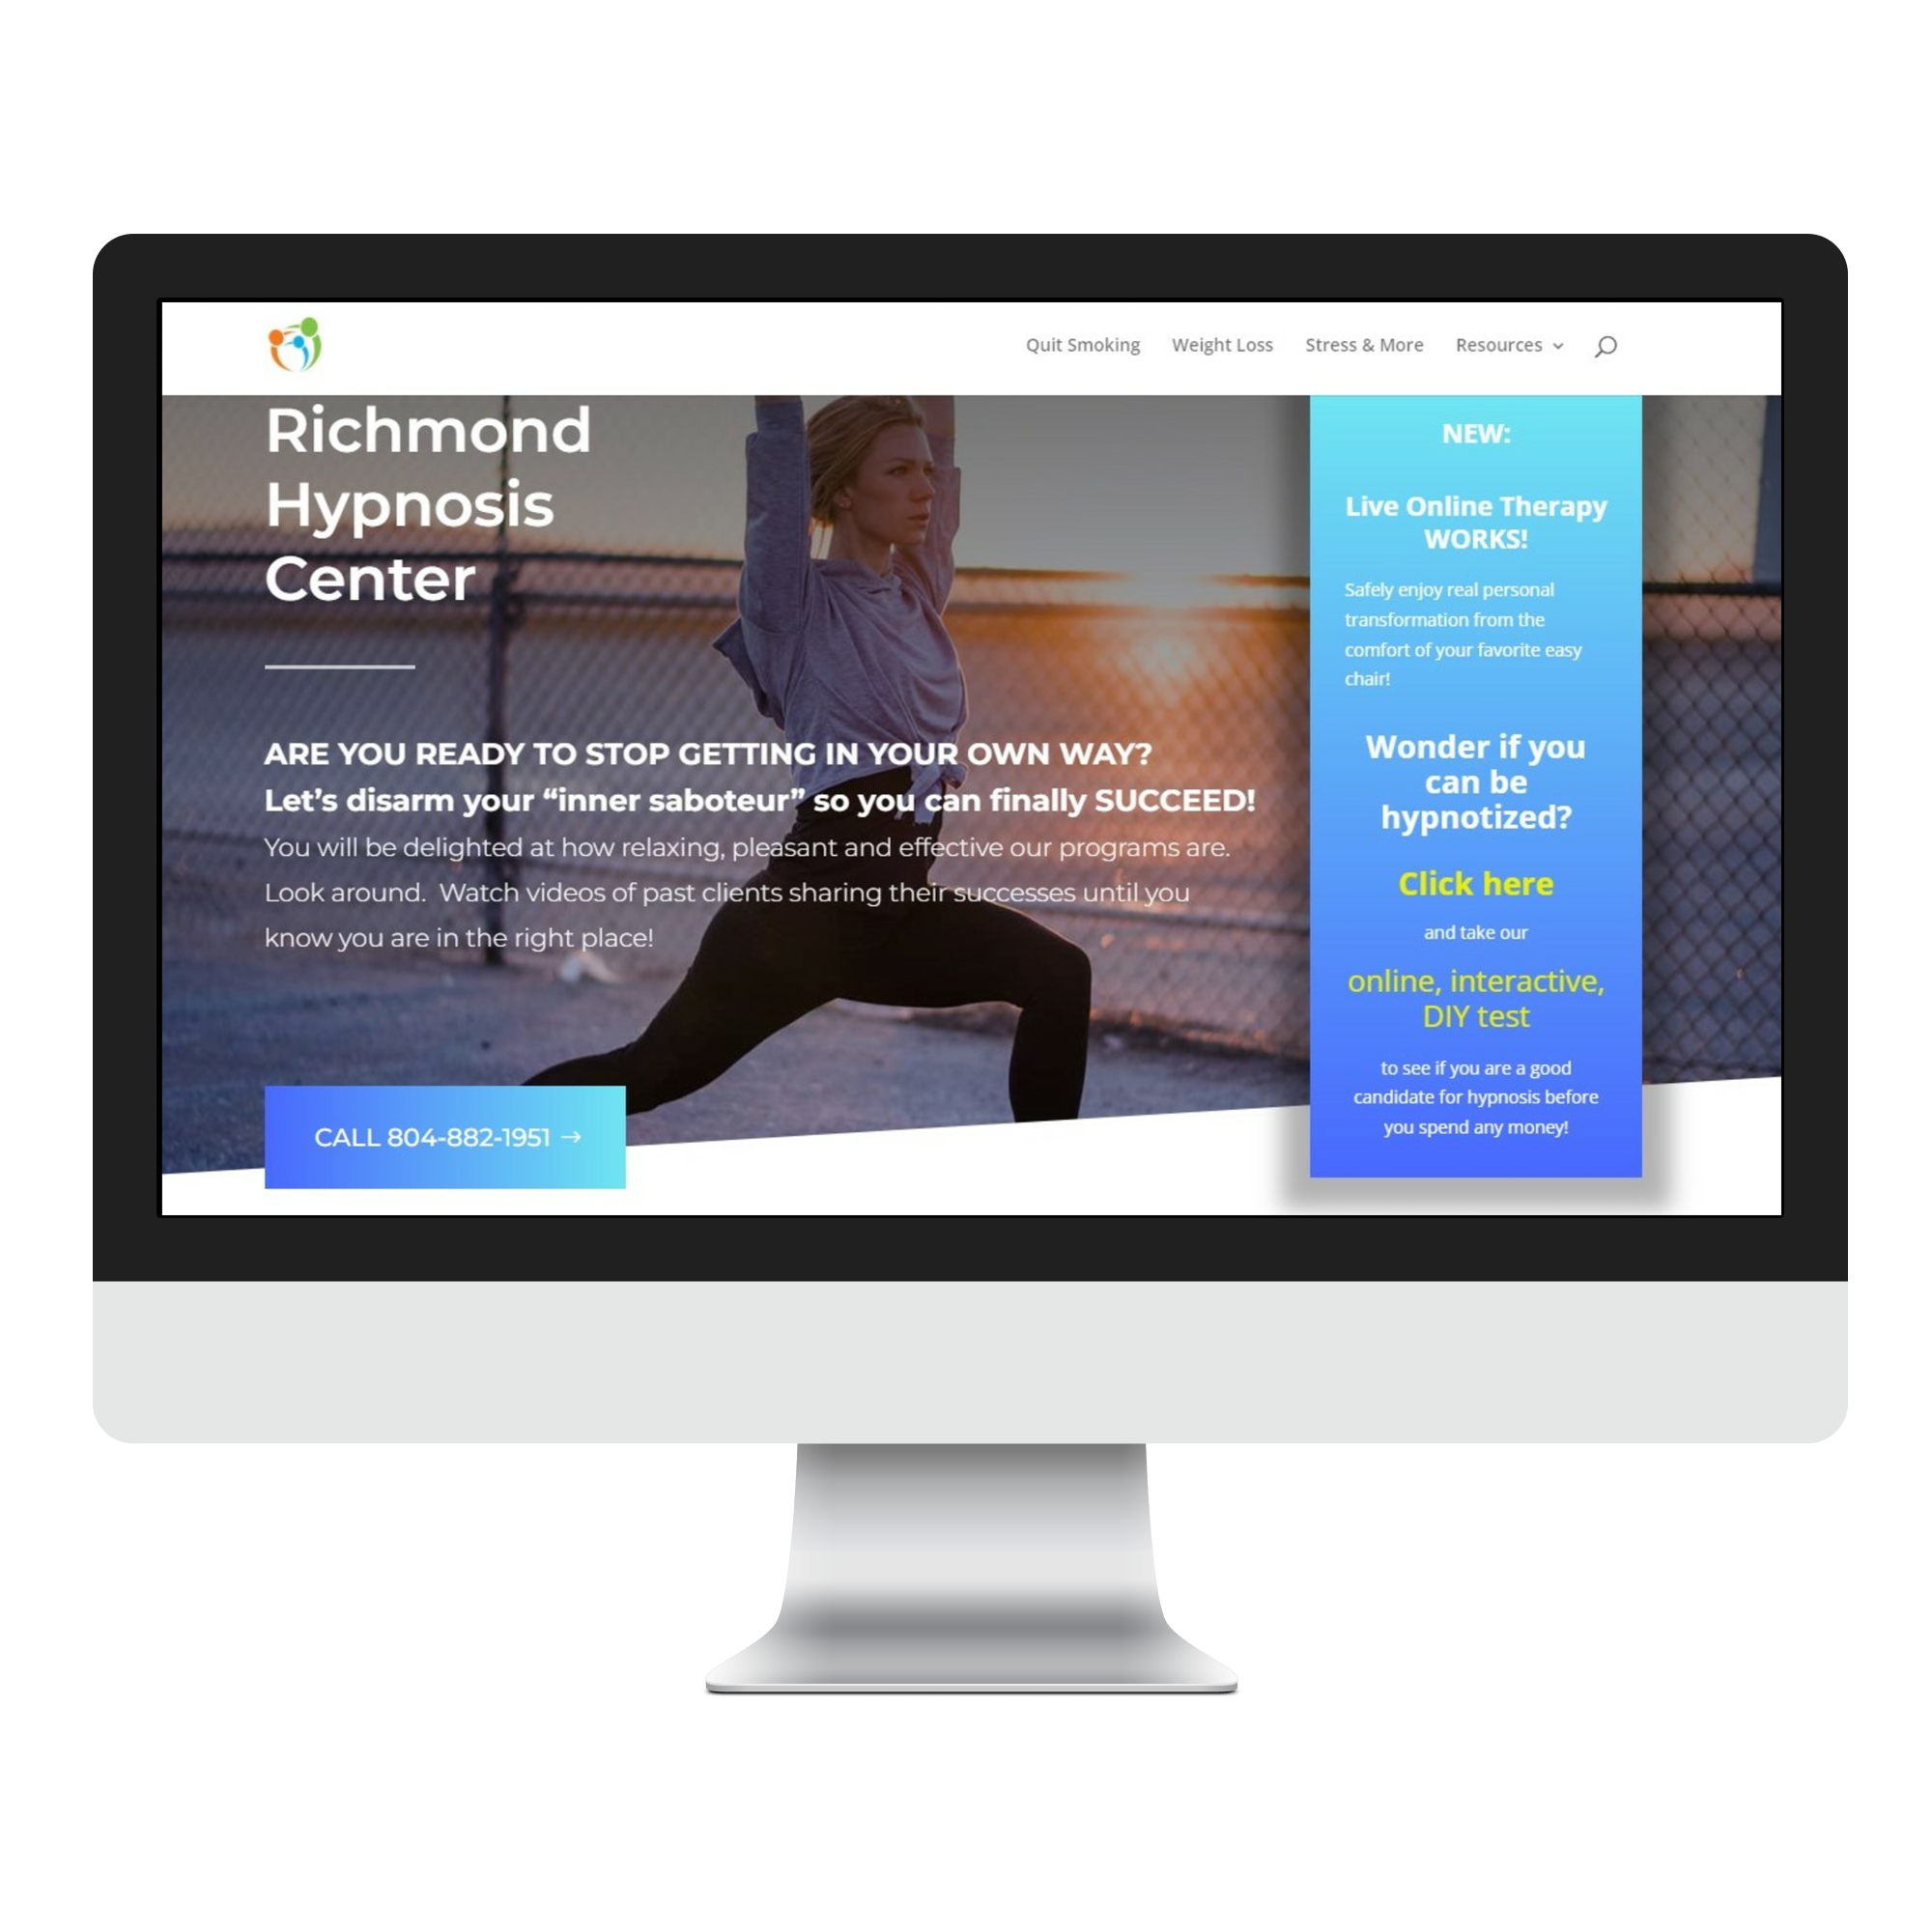 Quit Smoking Weight Loss Stress & More Resources
Richmond
Hypnosis
Center
ARE YOU READY TO STOP GETTING IN YOUR OWN WAY?
Let’s disarm your “inner saboteur” so you can finally SUCCEED!
You will be delighted at how relaxing, pleasant and effective our programs are.
Look around.  Watch videos of past clients sharing their successes until you
know you are in the right place!
CALL 804-882-1951 →
NEW:
Live Online Therapy
WORKS!
Safely enjoy real personal
transformation from the
comfort of your favorite easy
chair!
Wonder if you
can be
hypnotized?
Click here
and take our
online, interactive,
DIY test
to see if you are a good
candidate for hypnosis before
you spend any money!